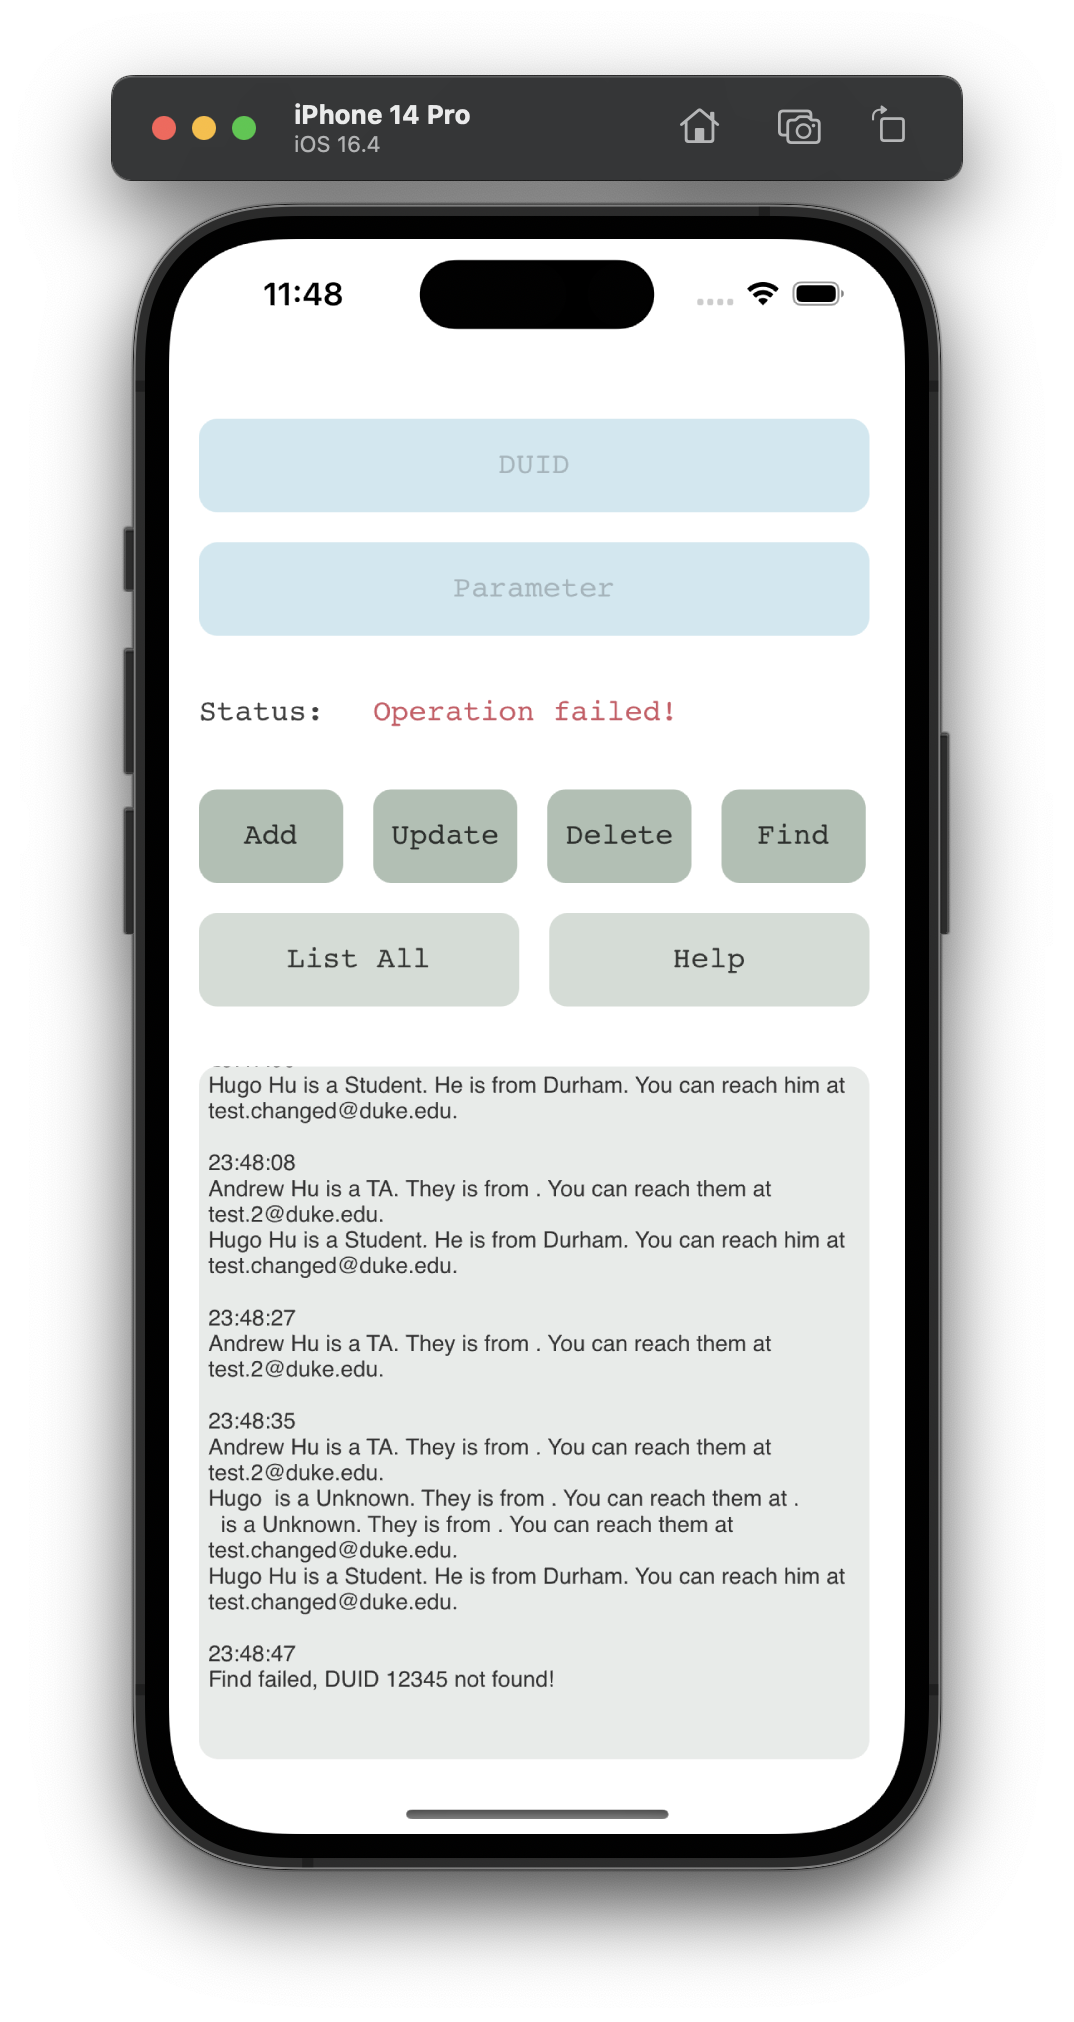 iPhone 14 Pro
iOS 16.4
11:48
DUID
Parameter
Status: Operation failed!
Add Update Delete Find
List All Help
Hugo Hu is a Student. He is from Durham. You can reach him at
test.changed@duke.edu.
23:48:08
Andrew Hu is a TA. They is from . You can reach them at
test.2@duke.edu.
Hugo Hu is a Student. He is from Durham. You can reach him at
test.changed@duke.edu.
23:48:27
Andrew Hu is a TA. They is from . You can reach them at
test.2@duke.edu.
23:48:35
Andrew Hu is a TA. They is from . You can reach them at
test.2@duke.edu.
Hugo  is a Unknown. They is from . You can reach them at .
is a Unknown. They is from . You can reach them at
test.changed@duke.edu.
Hugo Hu is a Student. He is from Durham. You can reach him at
test.changed@duke.edu.
23:48:47
Find failed, DUID 12345 not found!